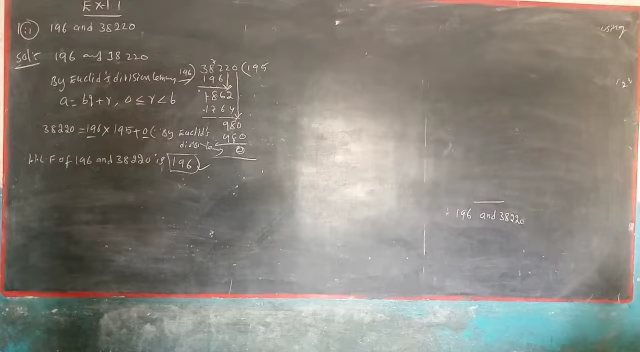 Ex 1.1
1) ii) 196 and 38220
using
Sol: 196 and 38220
196) 38220 (195
By Euclid's division lemma
196
1862
a = bq + r, 0 ≤ r < b
1764
980
38220 = 196 × 195 + 0 (∵ By Euclid's
980
division
0
H.C.F of 196 and 38220 is 196
196 and 38220